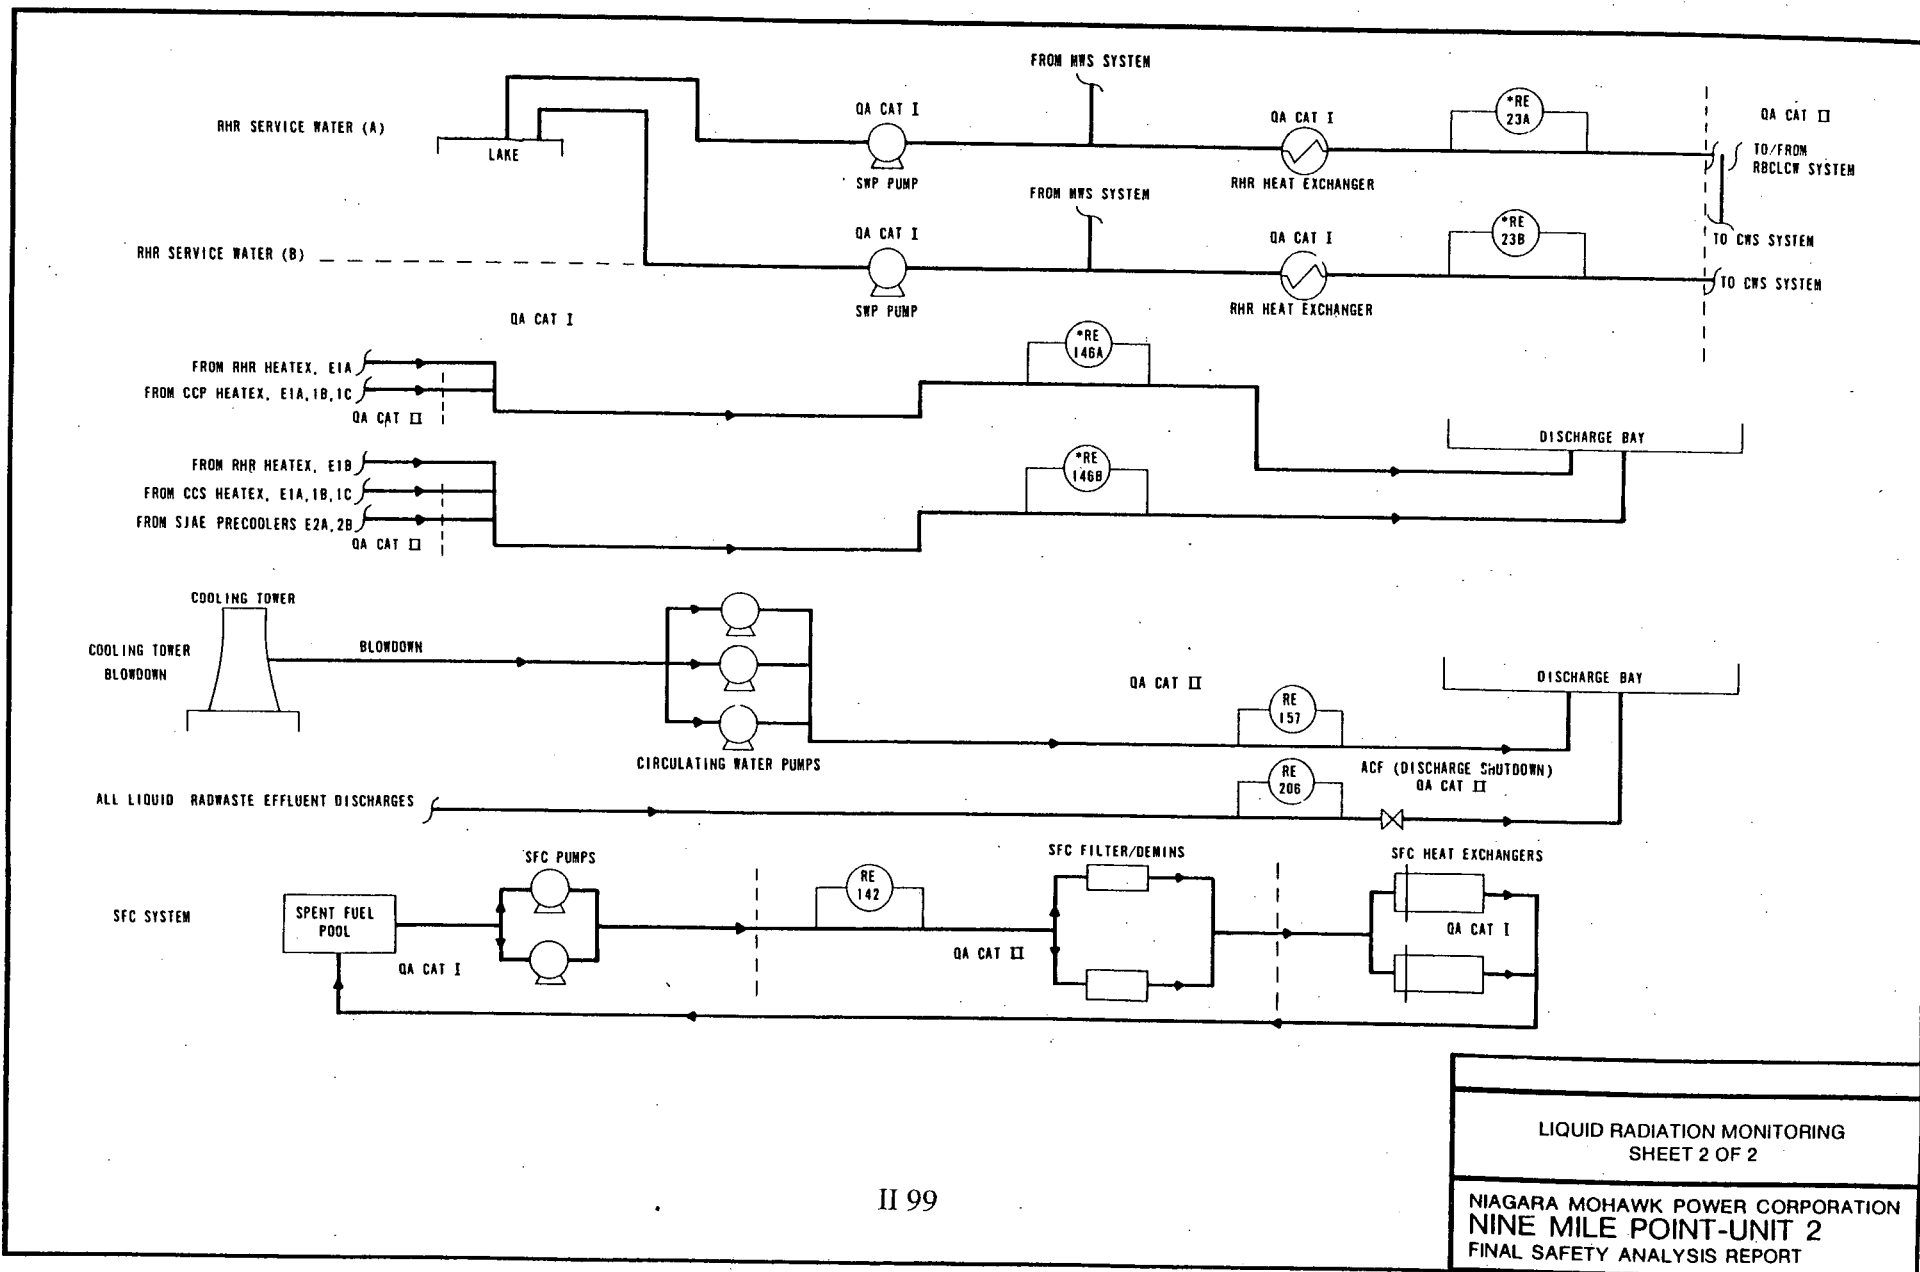 FROM MWS SYSTEM
QA CAT I
*RE
23A
QA CAT II
RHR SERVICE WATER (A)
LAKE
QA CAT I
TO/FROM
RBCLCW SYSTEM
SWP PUMP
RHR HEAT EXCHANGER
FROM MWS SYSTEM
QA CAT I
QA CAT I
*RE
23B
TO CWS SYSTEM
RHR SERVICE WATER (B)
TO CWS SYSTEM
SWP PUMP
RHR HEAT EXCHANGER
QA CAT I
*RE
146A
FROM RHR HEATEX, E1A
FROM CCP HEATEX, E1A,1B,1C
QA CAT II
DISCHARGE BAY
*RE
146B
FROM RHR HEATEX, E1B
FROM CCS HEATEX, E1A,1B,1C
FROM SJAE PRECOOLERS E2A,2B
QA CAT II
COOLING TOWER
COOLING TOWER
BLOWDOWN
BLOWDOWN
QA CAT II
DISCHARGE BAY
RE
157
CIRCULATING WATER PUMPS
ACF (DISCHARGE SHUTDOWN)
QA CAT II
RE
206
ALL LIQUID RADWASTE EFFLUENT DISCHARGES
SFC PUMPS
SFC FILTER/DEMINS
SFC HEAT EXCHANGERS
RE
142
SFC SYSTEM
SPENT FUEL
POOL
QA CAT I
QA CAT II
QA CAT I
LIQUID RADIATION MONITORING
SHEET 2 OF 2
II 99
NIAGARA MOHAWK POWER CORPORATION
NINE MILE POINT-UNIT 2
FINAL SAFETY ANALYSIS REPORT